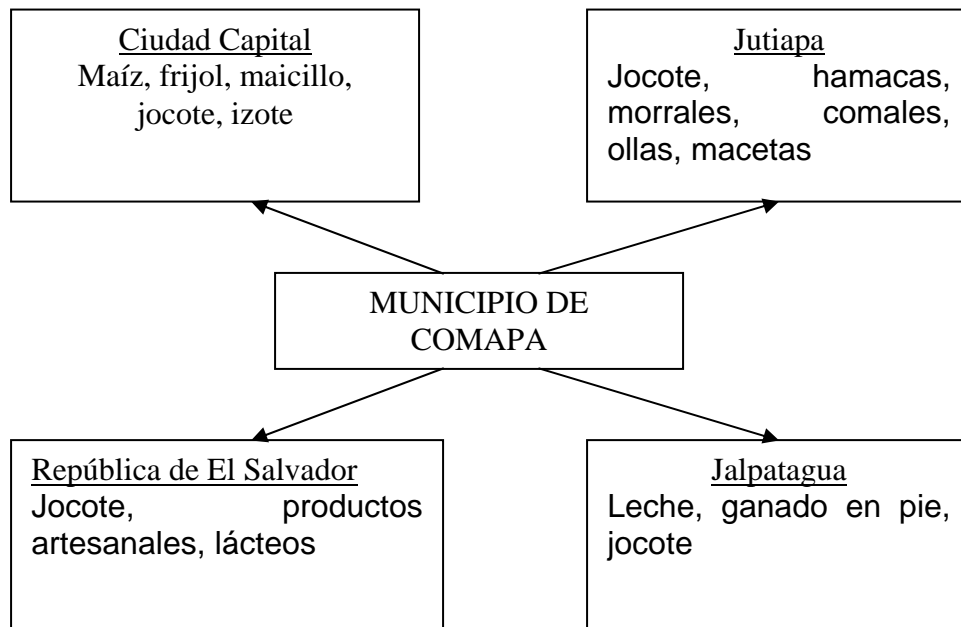 Ciudad Capital
Maíz, frijol, maicillo,
jocote, izote
Jutiapa
Jocote, hamacas,
morrales, comales,
ollas, macetas
MUNICIPIO DE
COMAPA
República de El Salvador
Jocote, productos
artesanales, lácteos
Jalpatagua
Leche, ganado en pie,
jocote